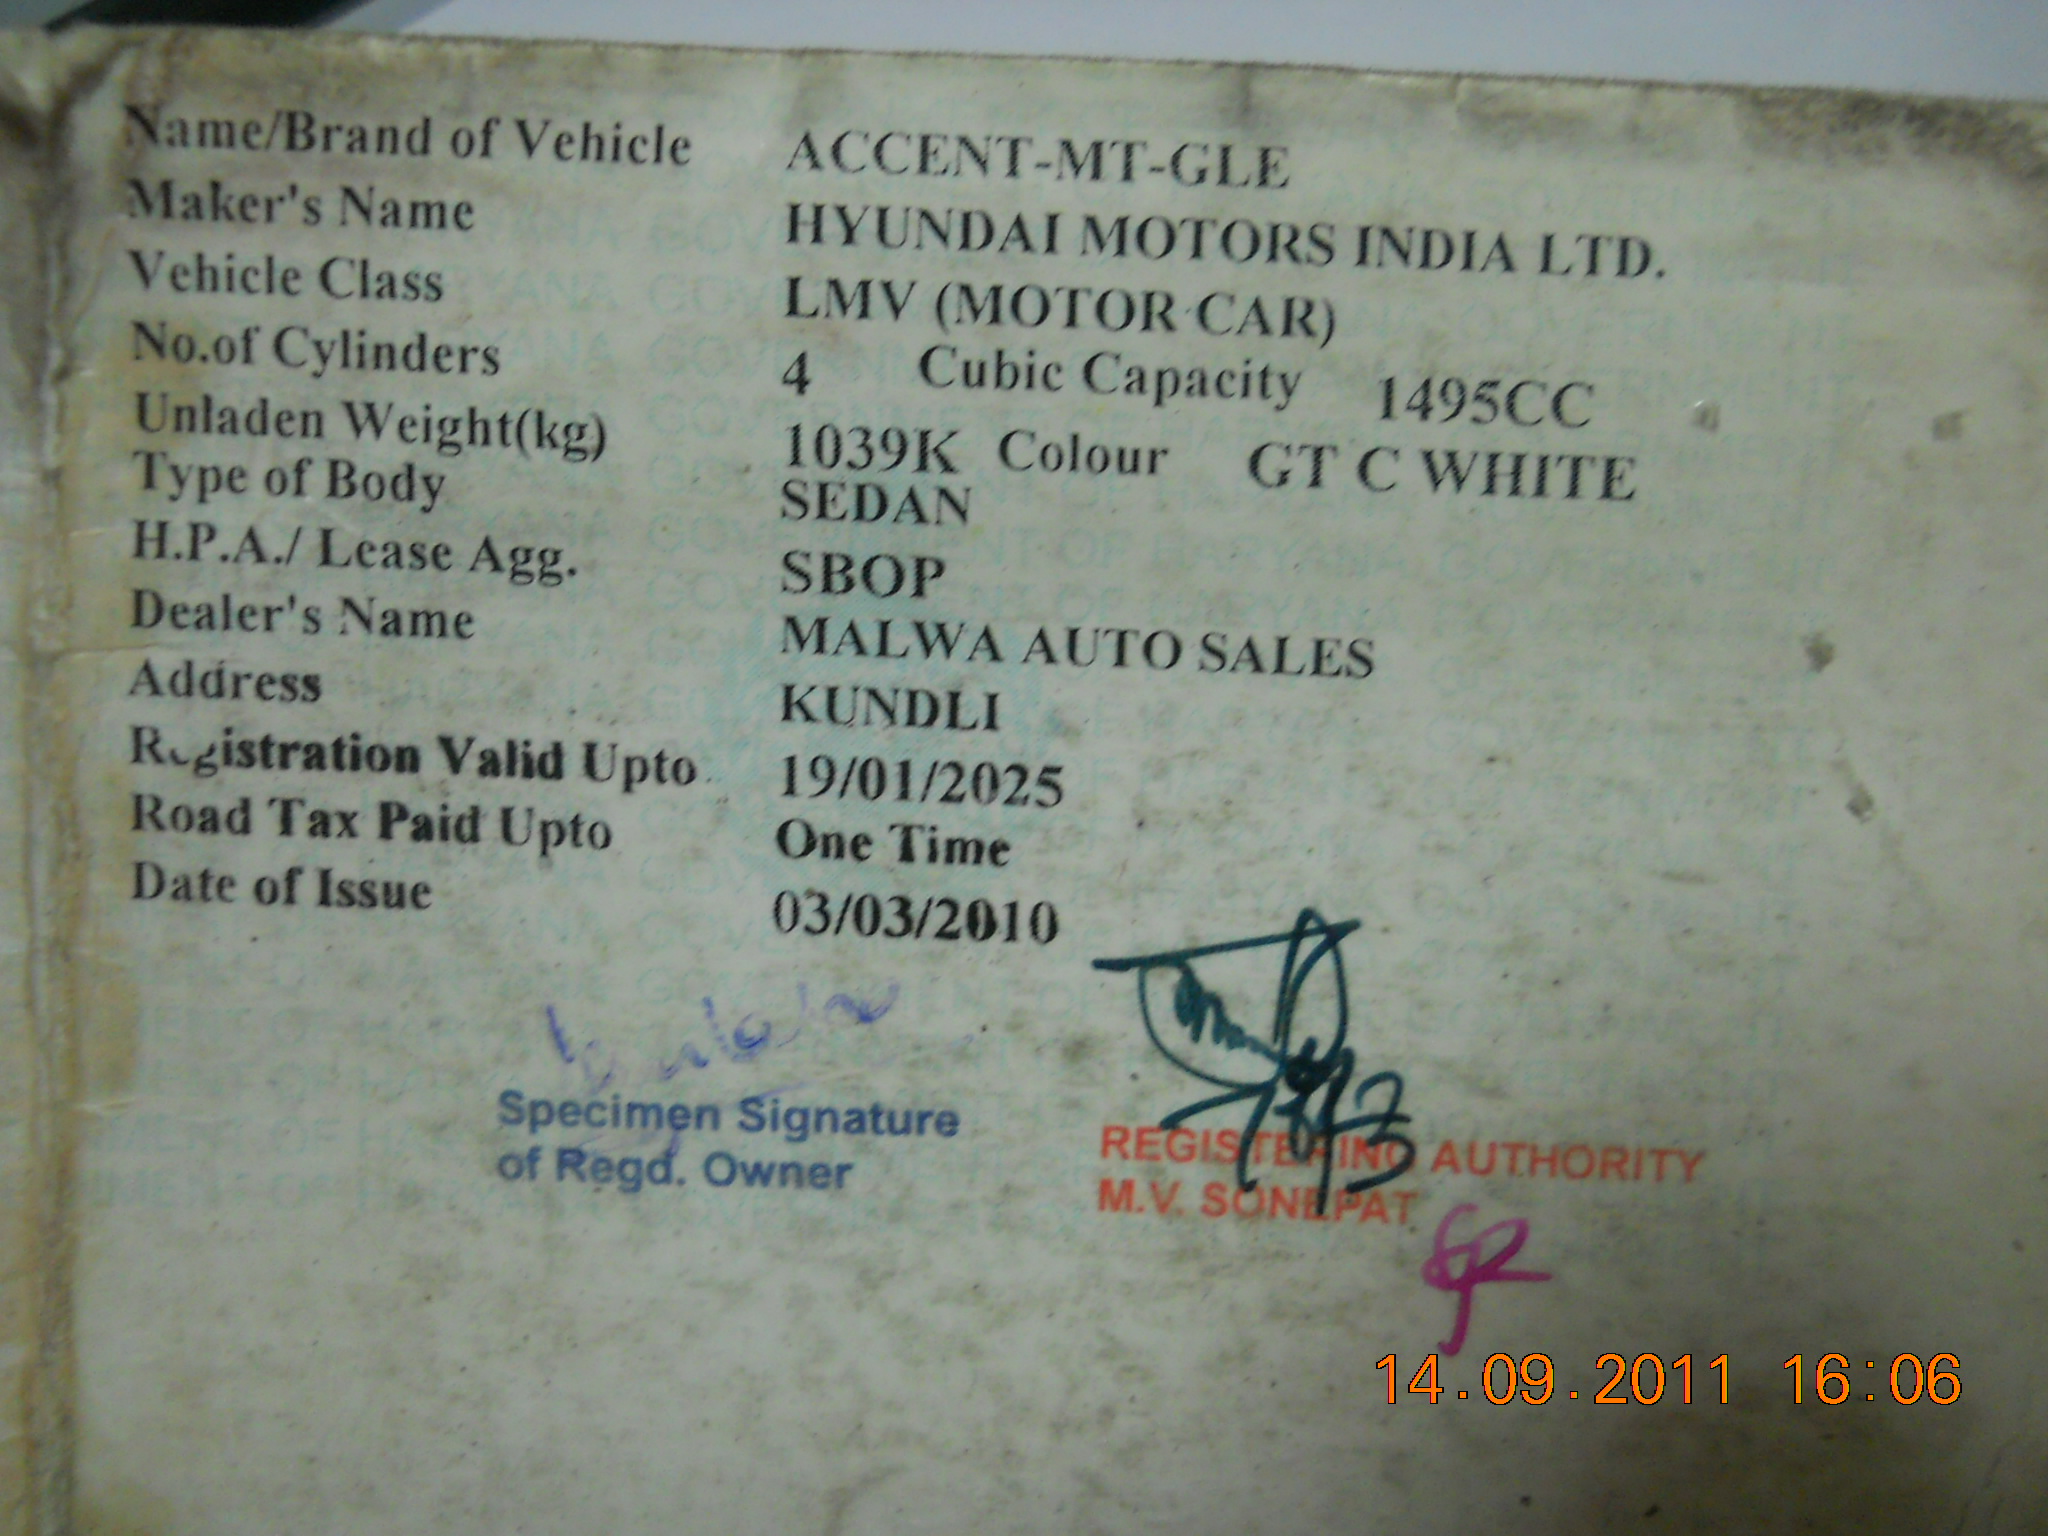 Name/Brand of Vehicle ACCENT-MT-GLE
Maker's Name HYUNDAI MOTORS INDIA LTD.
Vehicle Class LMV (MOTOR CAR)
No.of Cylinders 4 Cubic Capacity 1495CC
Unladen Weight(kg) 1039K Colour GT C WHITE
Type of Body SEDAN
H.P.A./ Lease Agg. SBOP
Dealer's Name MALWA AUTO SALES
Address KUNDLI
Registration Valid Upto 19/01/2025
Road Tax Paid Upto One Time
Date of Issue 03/03/2010
Specimen Signature
of Regd. Owner
REGISTERING AUTHORITY
M.V. SONEPAT
14.09.2011 16:06